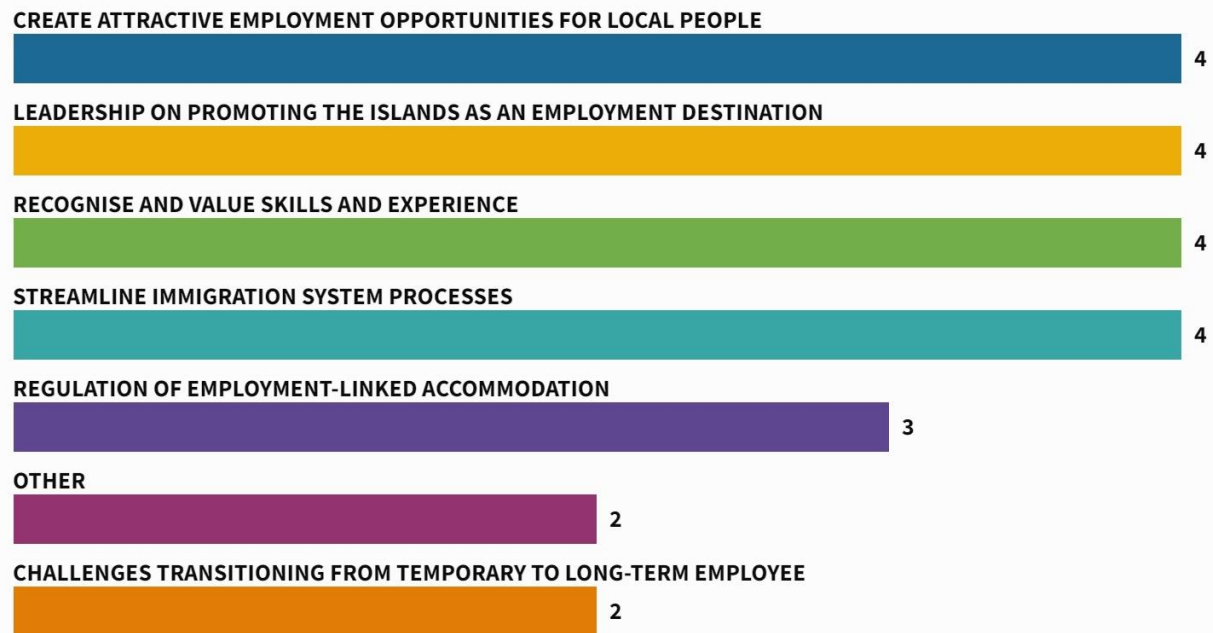 CREATE ATTRACTIVE EMPLOYMENT OPPORTUNITIES FOR LOCAL PEOPLE
4
LEADERSHIP ON PROMOTING THE ISLANDS AS AN EMPLOYMENT DESTINATION
4
RECOGNISE AND VALUE SKILLS AND EXPERIENCE
4
STREAMLINE IMMIGRATION SYSTEM PROCESSES
4
REGULATION OF EMPLOYMENT-LINKED ACCOMMODATION
3
OTHER
2
CHALLENGES TRANSITIONING FROM TEMPORARY TO LONG-TERM EMPLOYEE
2